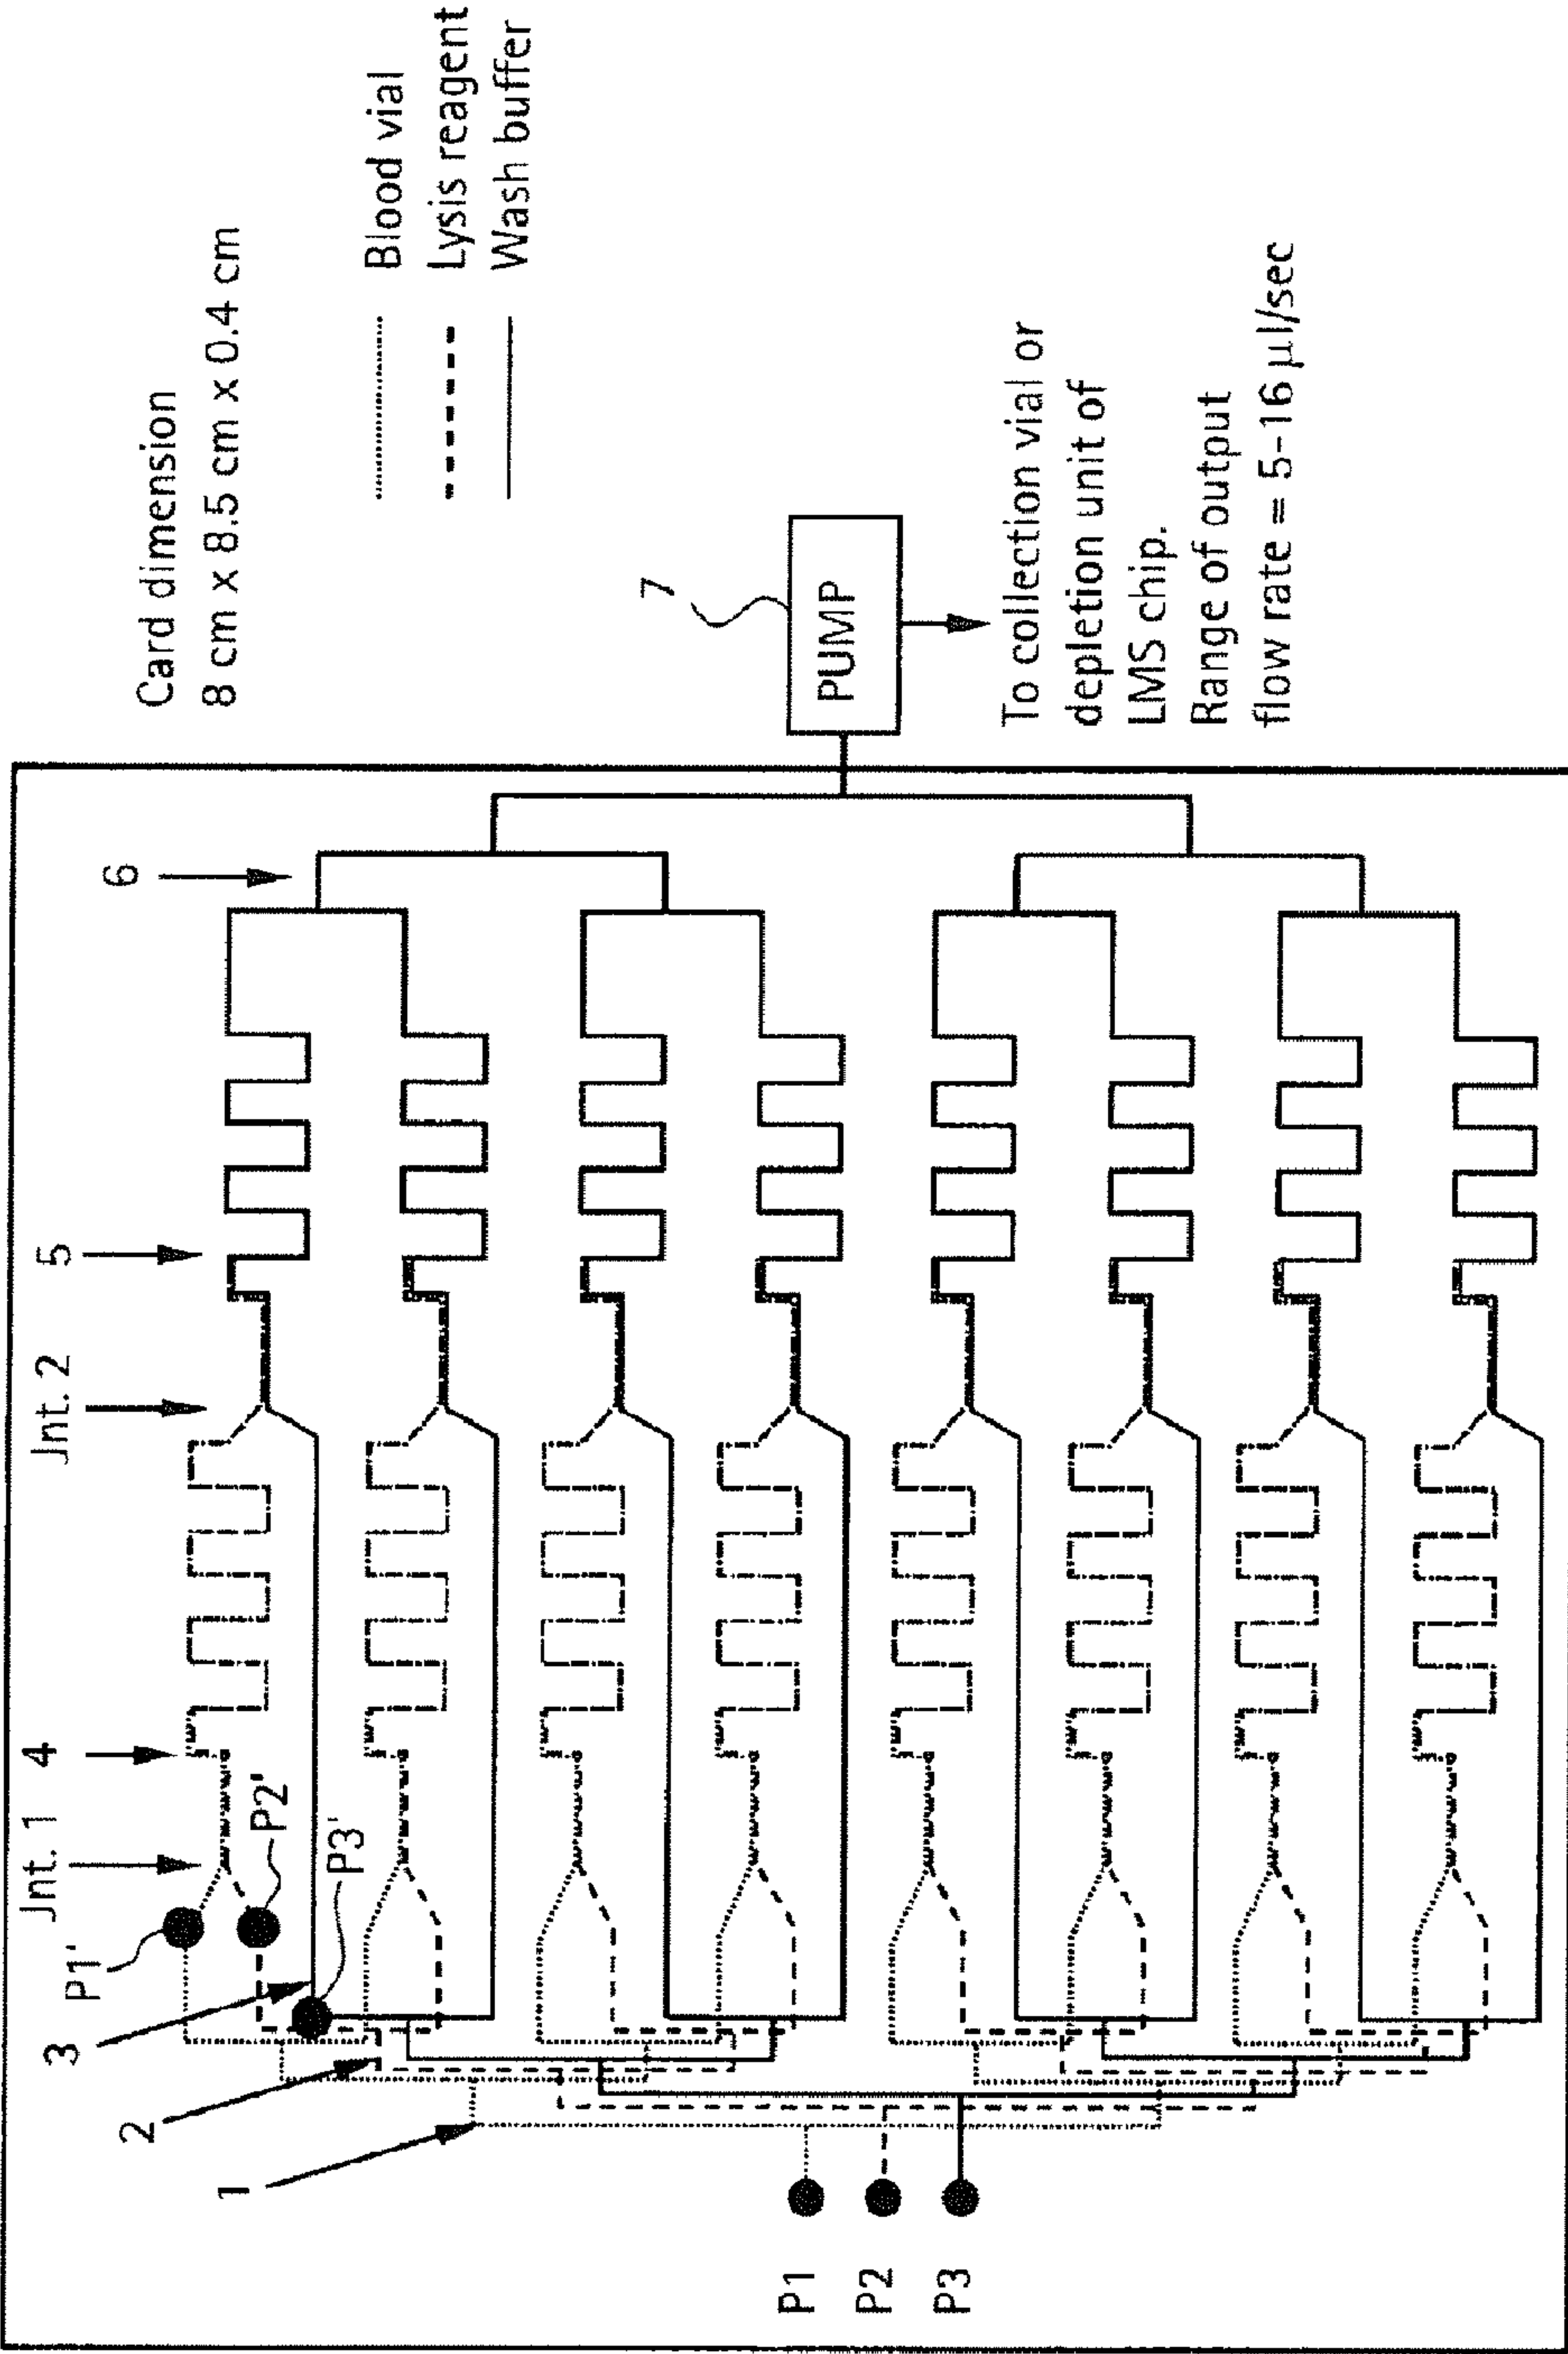 Card dimension
8 cm x 8.5 cm x 0.4 cm
Blood vial
Lysis reagent
Wash buffer
7
PUMP
To collection vial or
depletion unit of
LMS chip.
Range of output
flow rate = 5-16 µl/sec
6
5
Jnt. 2
4
Jnt. 1
P1'
P2'
P3'
3
2
1
P1
P2
P3